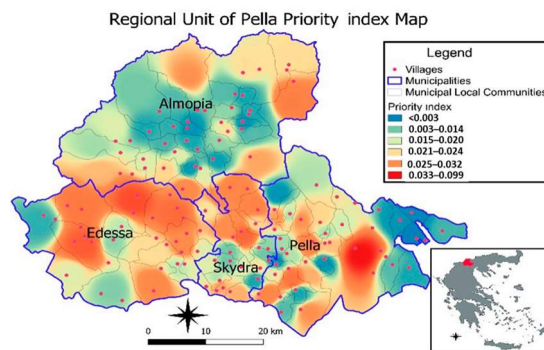 Regional Unit of Pella Priority index Map
Legend
Villages
Municipalities
Municipal Local Communities
Priority index
<0.003
0.003–0.014
0.015–0.020
0.021–0.024
0.025–0.032
0.033–0.099
Almopia
Edessa
Skydra
Pella
0 10 20 km